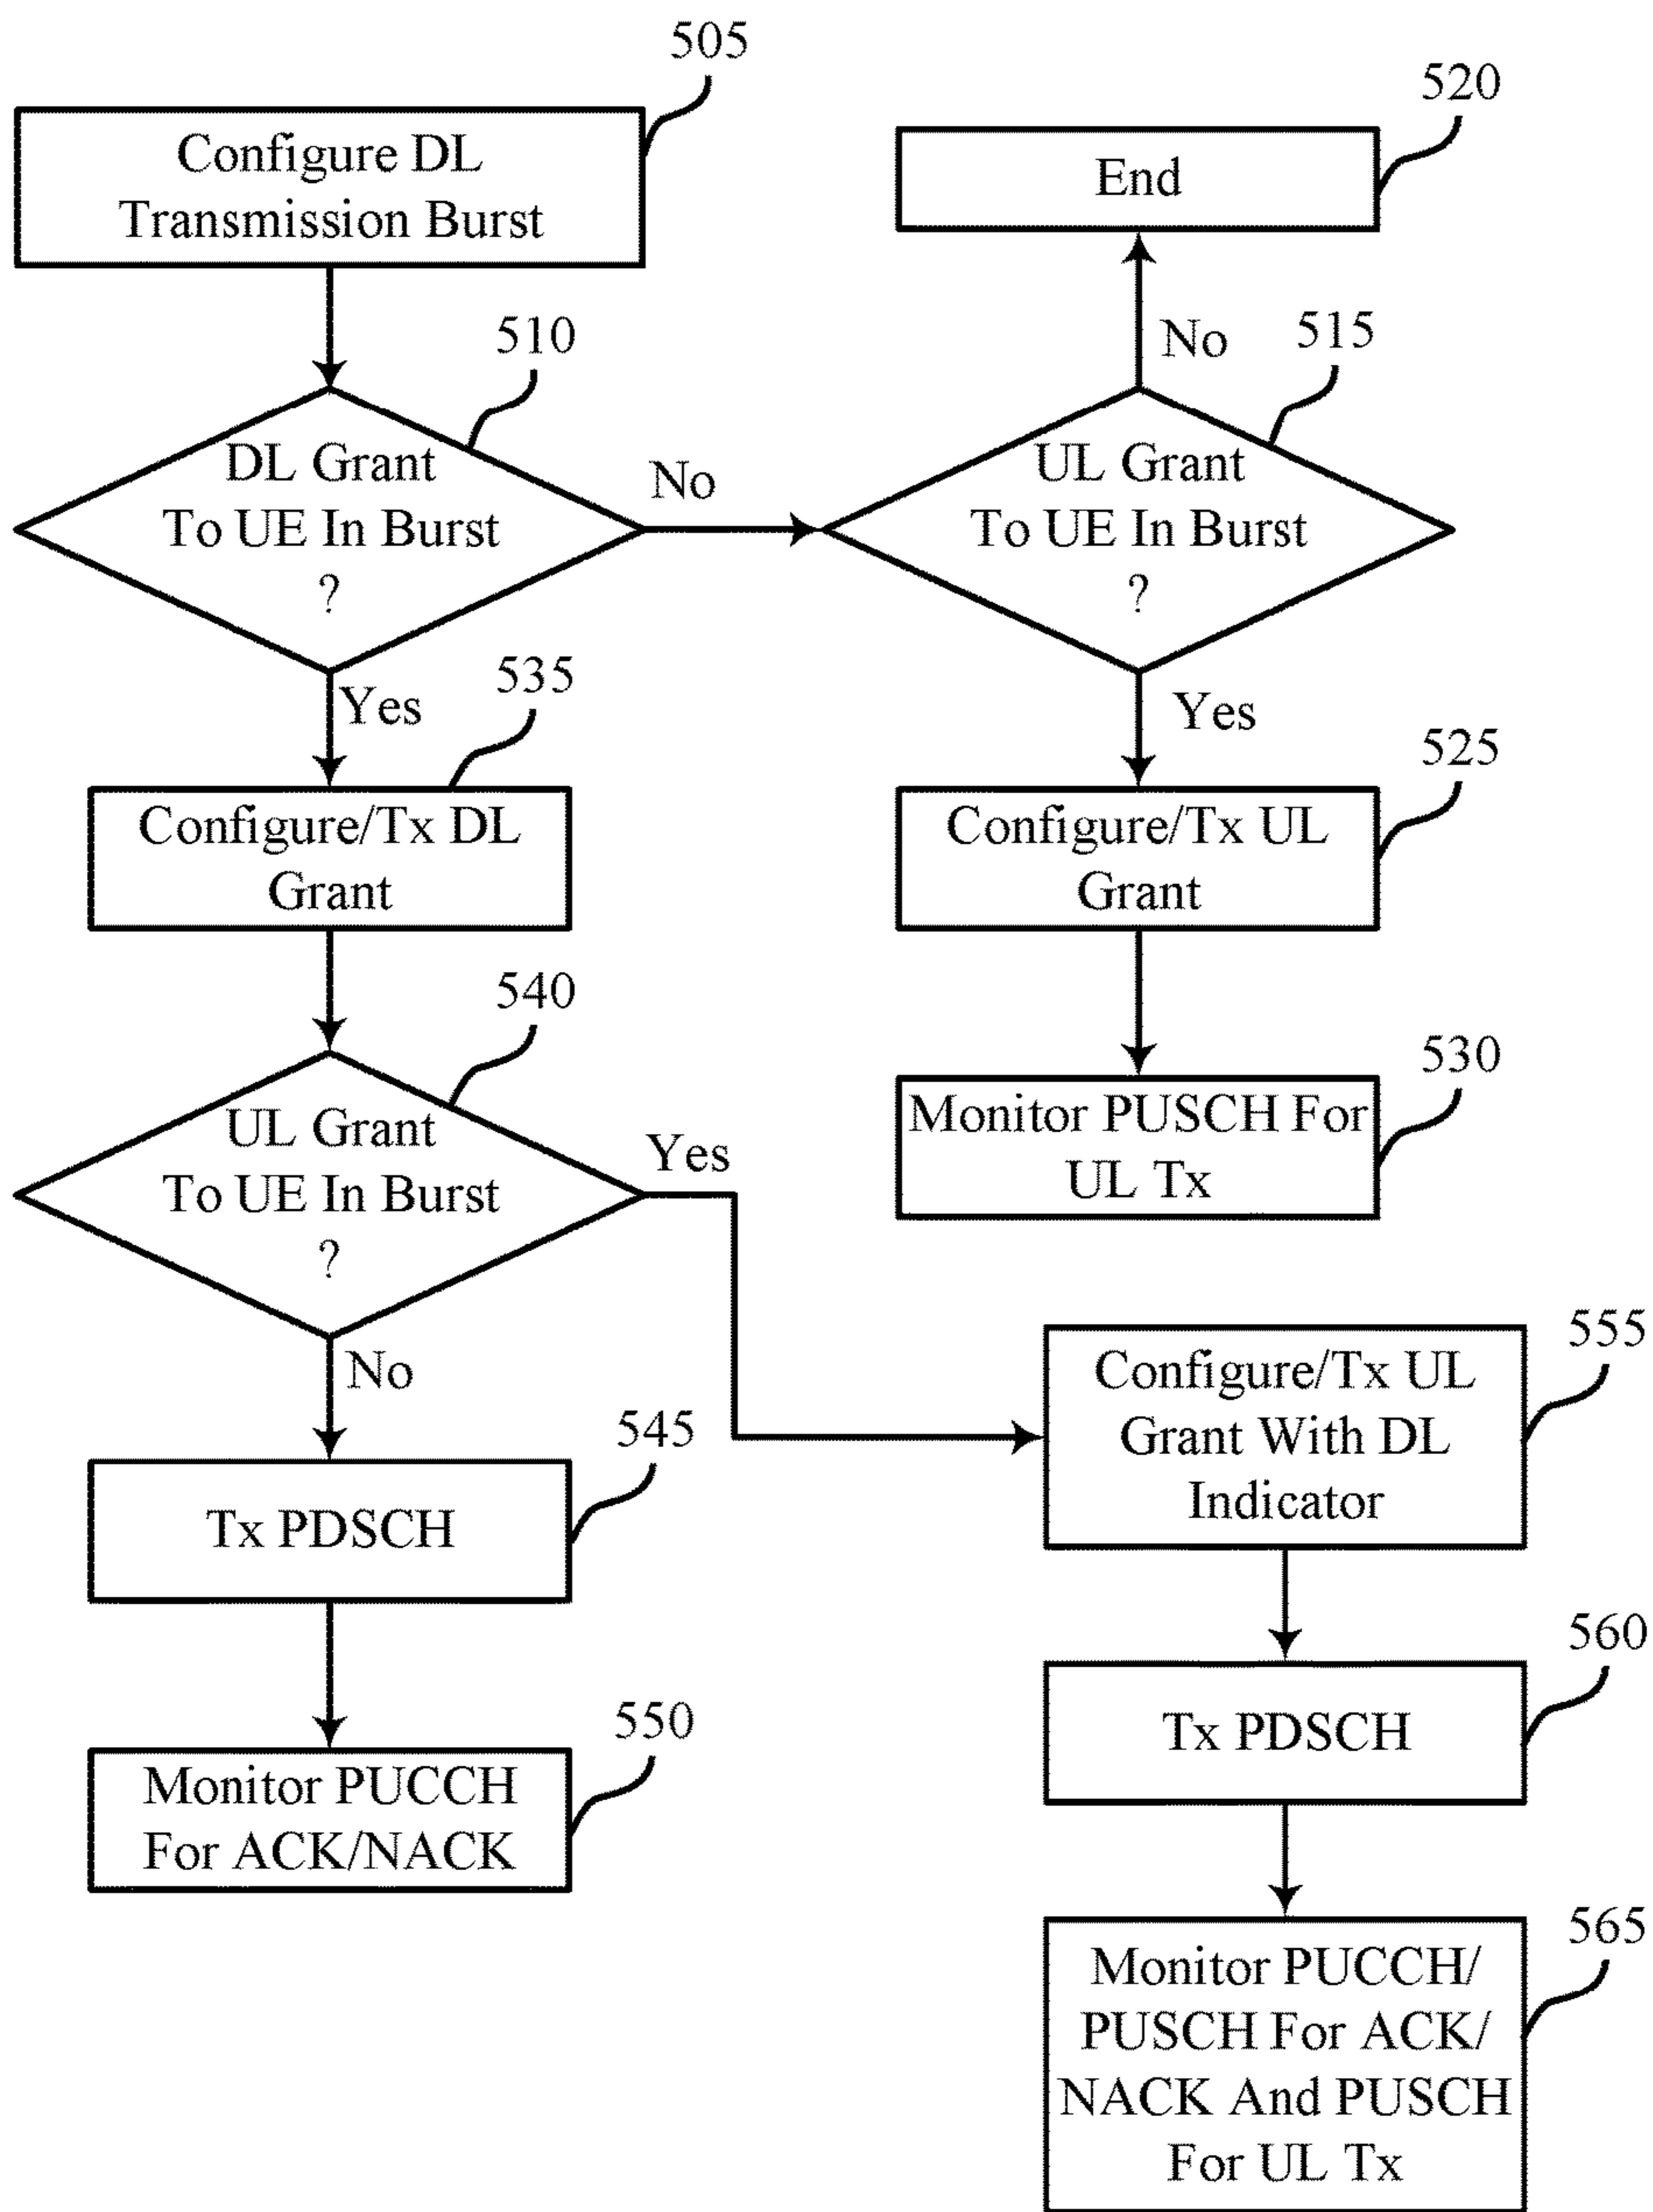 505
Configure DL
Transmission Burst
520
End
510
DL Grant
To UE In Burst
?
No
515
No
UL Grant
To UE In Burst
?
Yes
535
Configure/Tx DL
Grant
Yes
525
Configure/Tx UL
Grant
540
UL Grant
To UE In Burst
?
Yes
530
Monitor PUSCH For
UL Tx
No
545
Tx PDSCH
550
Monitor PUCCH
For ACK/NACK
555
Configure/Tx UL
Grant With DL
Indicator
560
Tx PDSCH
565
Monitor PUCCH/
PUSCH For ACK/
NACK And PUSCH
For UL Tx